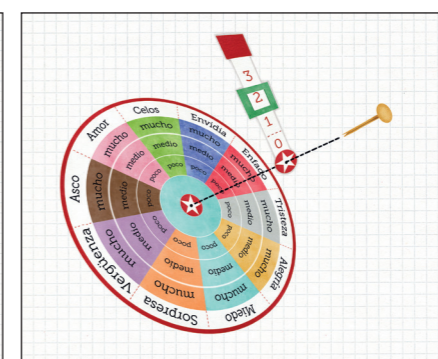 3
2
1
0
Celos
mucho
medio
poco
Envidia
mucho
medio
poco
Enfado
mucho
medio
poco
Tristeza
mucho
medio
poco
Alegría
mucho
medio
poco
Miedo
mucho
medio
poco
Sorpresa
mucho
medio
poco
Vergüenza
mucho
medio
poco
Asco
mucho
medio
poco
Amor
mucho
medio
poco